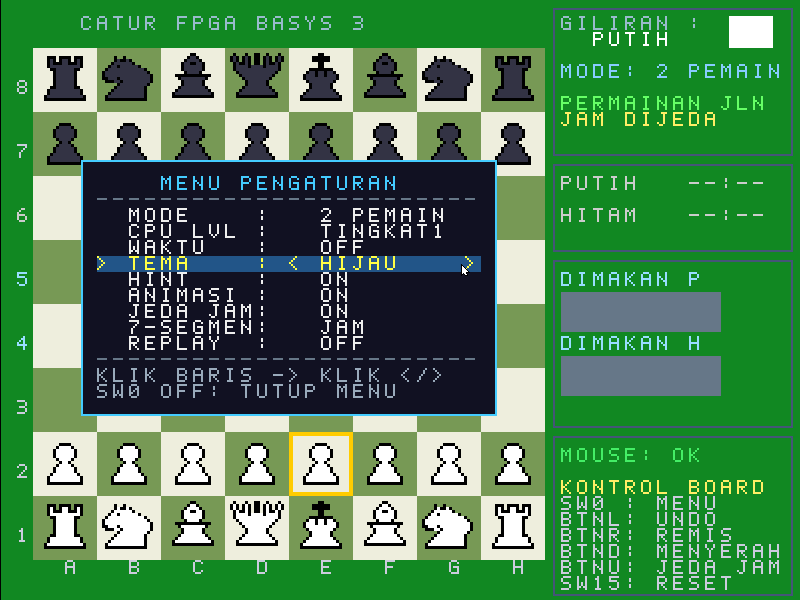 CATUR FPGA BASYS 3
8
7
6
5
4
3
2
1
A B C D E F G H
MENU PENGATURAN
-------------------------
MODE : 2 PEMAIN
CPU LVL : TINGKAT1
WAKTU : OFF
> TEMA : < HIJAU >
HINT : ON
ANIMASI : ON
JEDA JAM: ON
7-SEGMEN: JAM
REPLAY : OFF
-------------------------
KLIK BARIS -> KLIK </>
SW0 OFF: TUTUP MENU
GILIRAN :
PUTIH
MODE: 2 PEMAIN
PERMAINAN JLN
JAM DIJEDA
PUTIH --:--
HITAM --:--
DIMAKAN P
DIMAKAN H
MOUSE: OK
KONTROL BOARD
SW0 : MENU
BTNL: UNDO
BTNR: REMIS
BTND: MENYERAH
BTNU: JEDA JAM
SW15: RESET